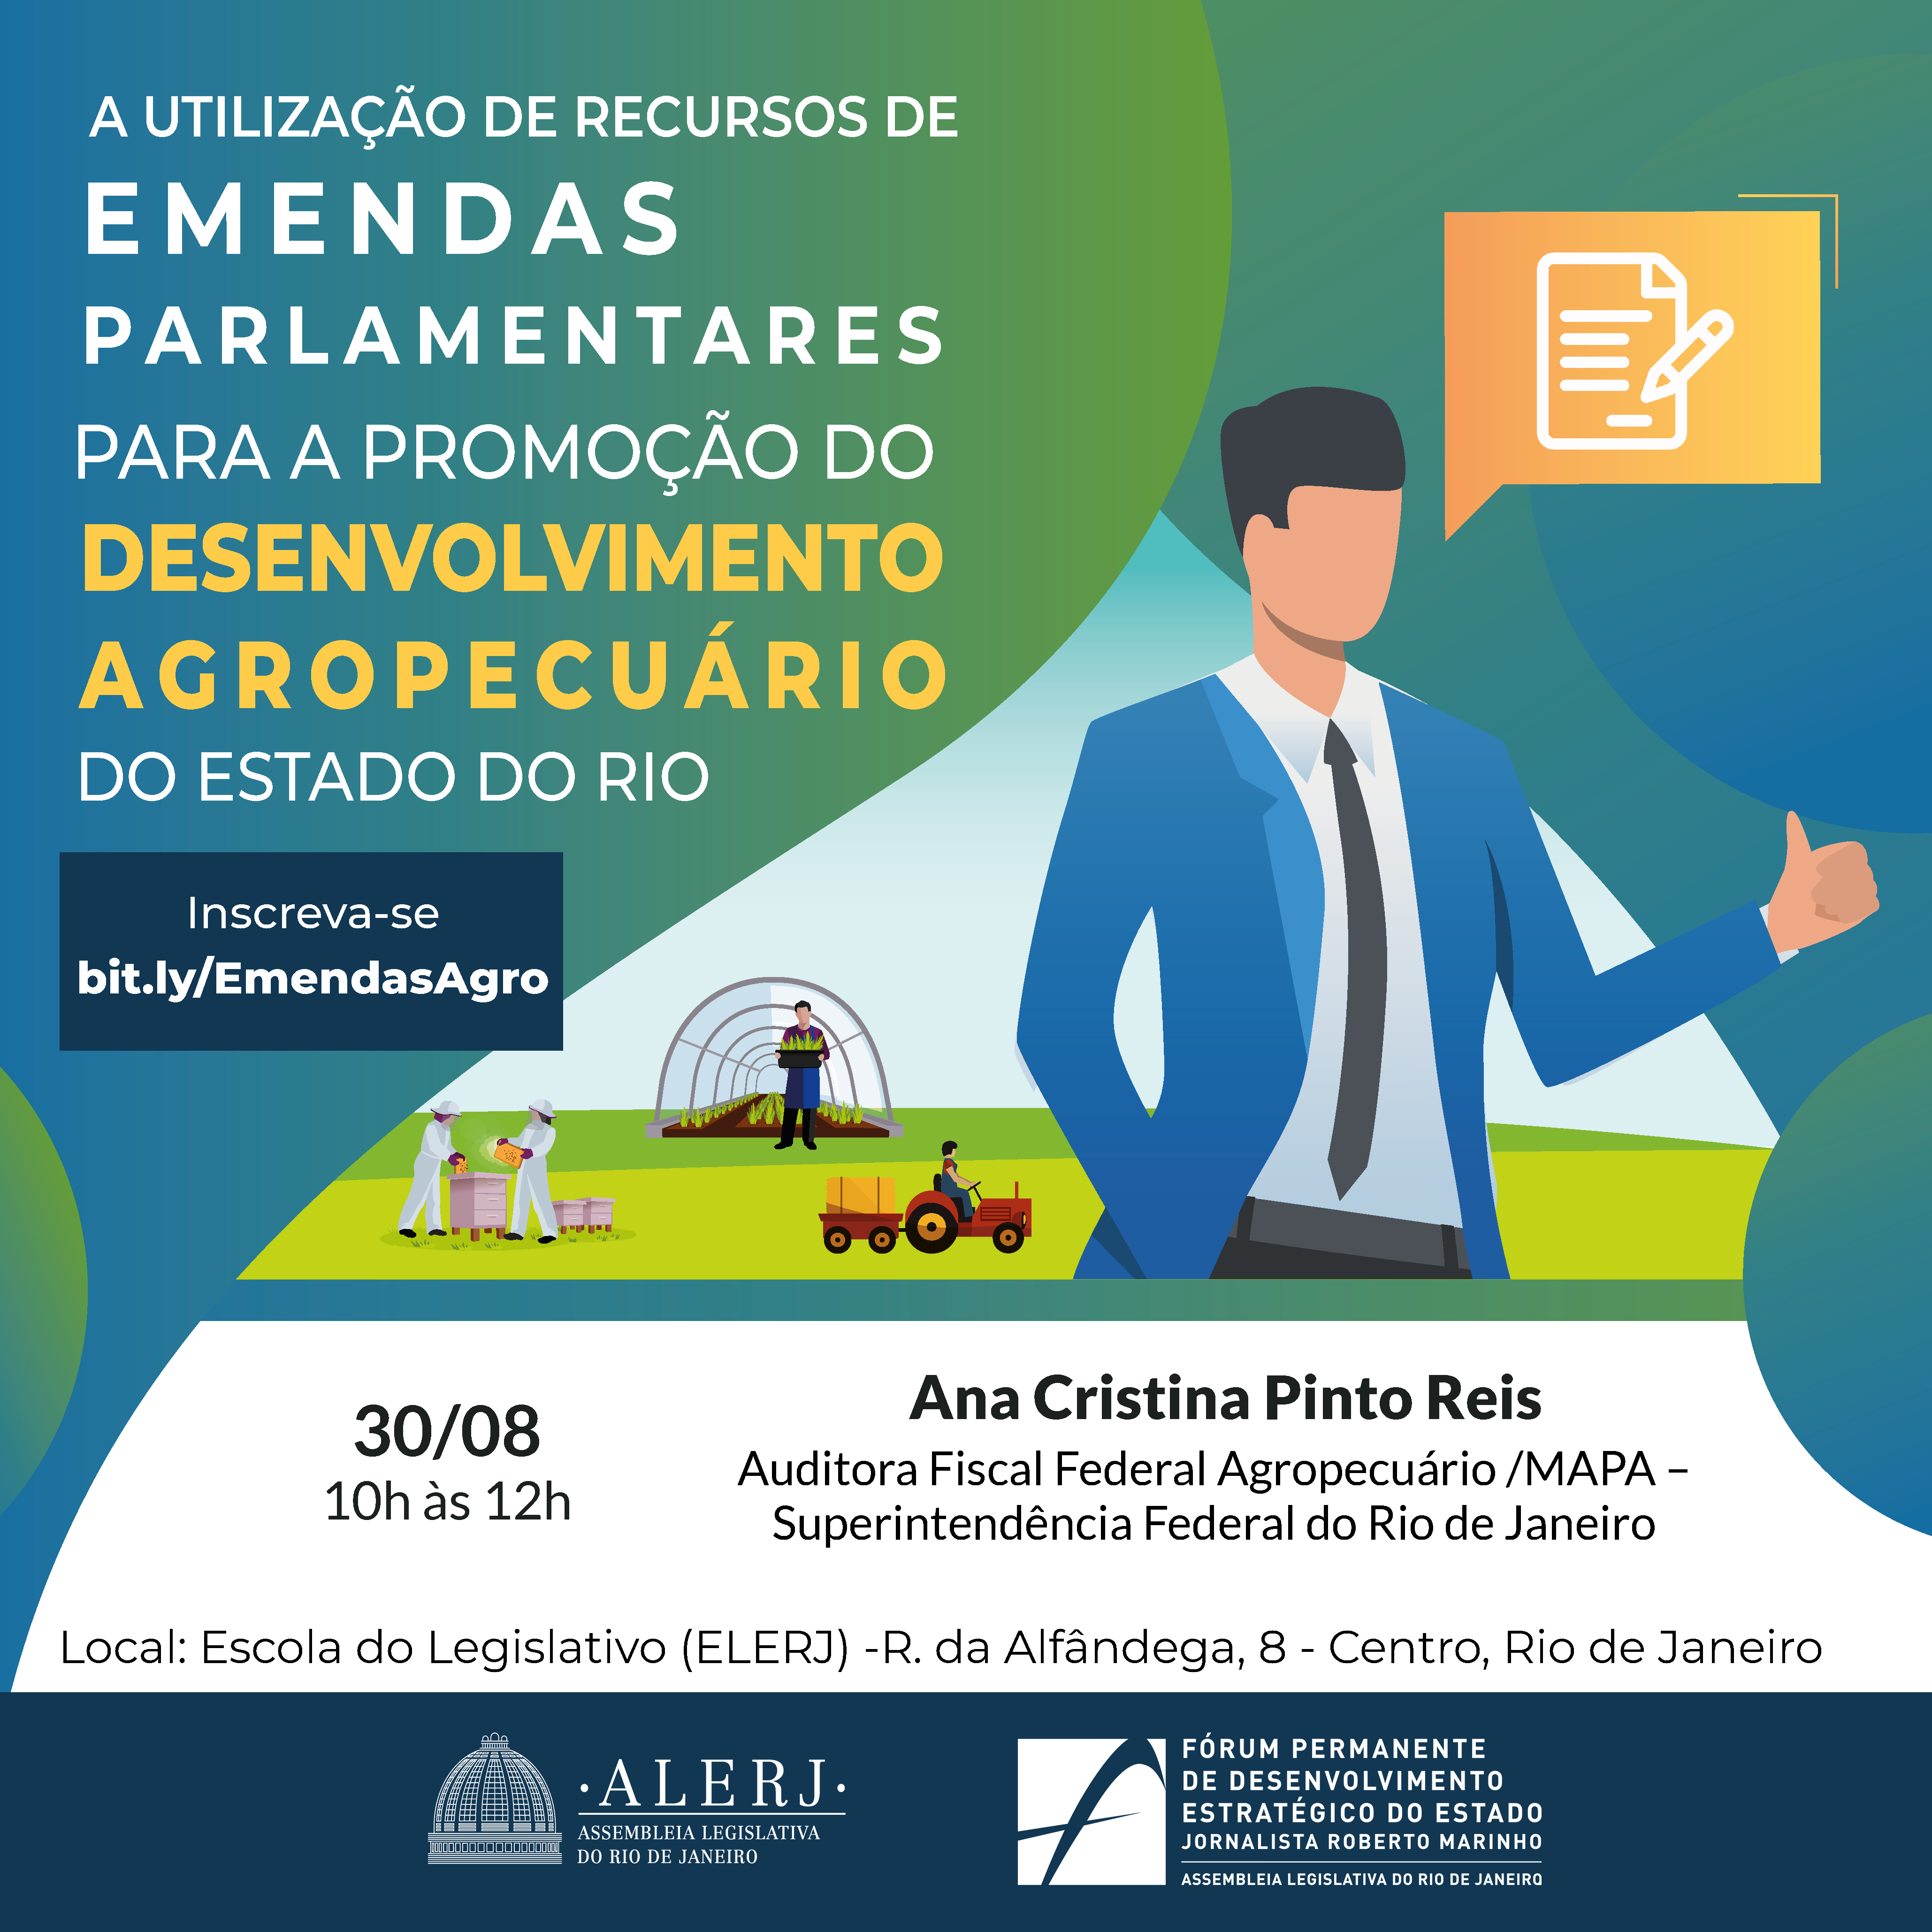 A UTILIZAÇÃO DE RECURSOS DE
EMENDAS
PARLAMENTARES
PARA A PROMOÇÃO DO
DESENVOLVIMENTO
AGROPECUÁRIO
DO ESTADO DO RIO
Inscreva-se
bit.ly/EmendasAgro
30/08
10h às 12h
Ana Cristina Pinto Reis
Auditora Fiscal Federal Agropecuário /MAPA –
Superintendência Federal do Rio de Janeiro
Local: Escola do Legislativo (ELERJ) -R. da Alfândega, 8 - Centro, Rio de Janeiro
·ALERJ·
ASSEMBLEIA LEGISLATIVA
DO RIO DE JANEIRO
FÓRUM PERMANENTE
DE DESENVOLVIMENTO
ESTRATÉGICO DO ESTADO
JORNALISTA ROBERTO MARINHO
ASSEMBLEIA LEGISLATIVA DO RIO DE JANEIRO